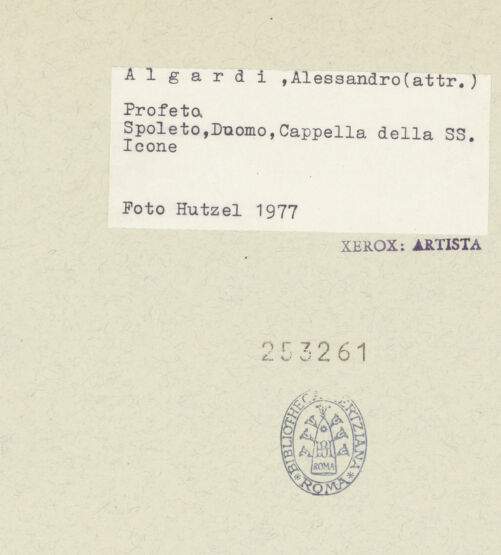 A l g a r d i ,Alessandro(attr.)
Profeta
Spoleto,Duomo,Cappella della SS.
Icone
Foto Hutzel 1977
XEROX: ARTISTA
253261
BIBLIOTHECA HERTZIANA
ROMA
* ROMA *